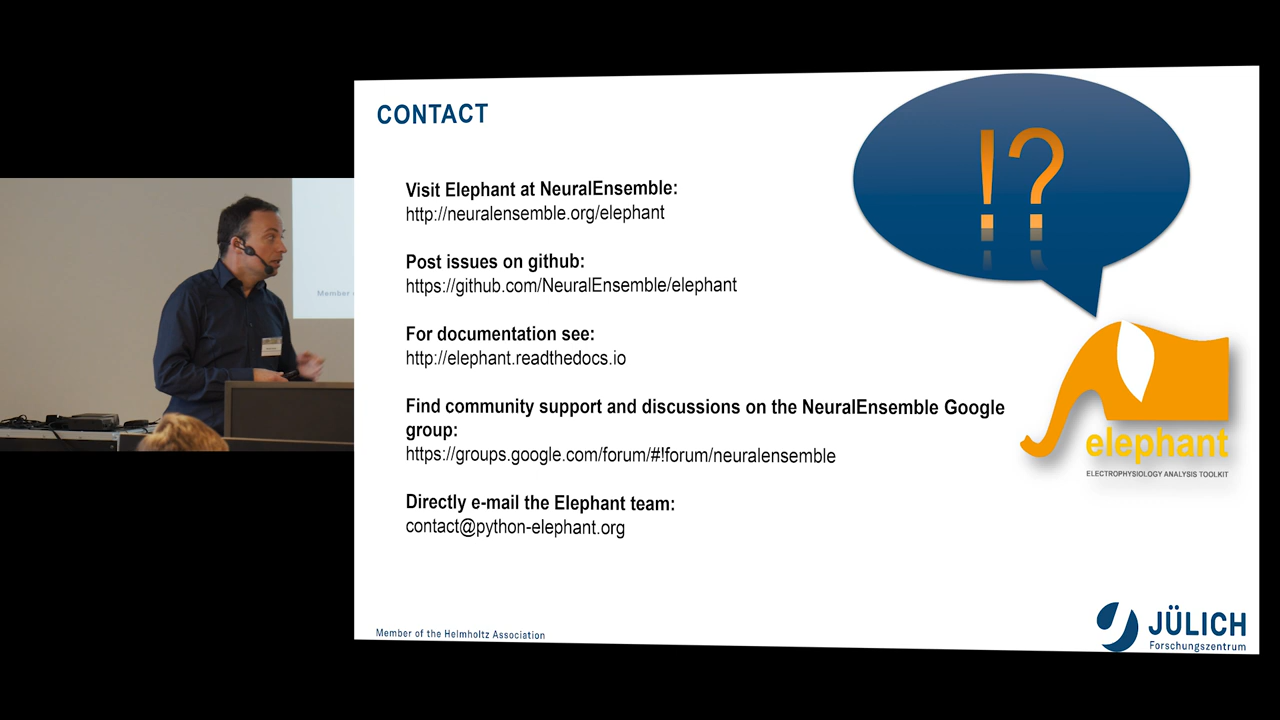 CONTACT
!?
Visit Elephant at NeuralEnsemble:
http://neuralensemble.org/elephant
Post issues on github:
https://github.com/NeuralEnsemble/elephant
For documentation see:
http://elephant.readthedocs.io
Find community support and discussions on the NeuralEnsemble Google
group:
https://groups.google.com/forum/#!forum/neuralensemble
Directly e-mail the Elephant team:
contact@python-elephant.org
elephant
ELECTROPHYSIOLOGY ANALYSIS TOOLKIT
Member
Member of the Helmholtz Association
JÜLICH
Forschungszentrum